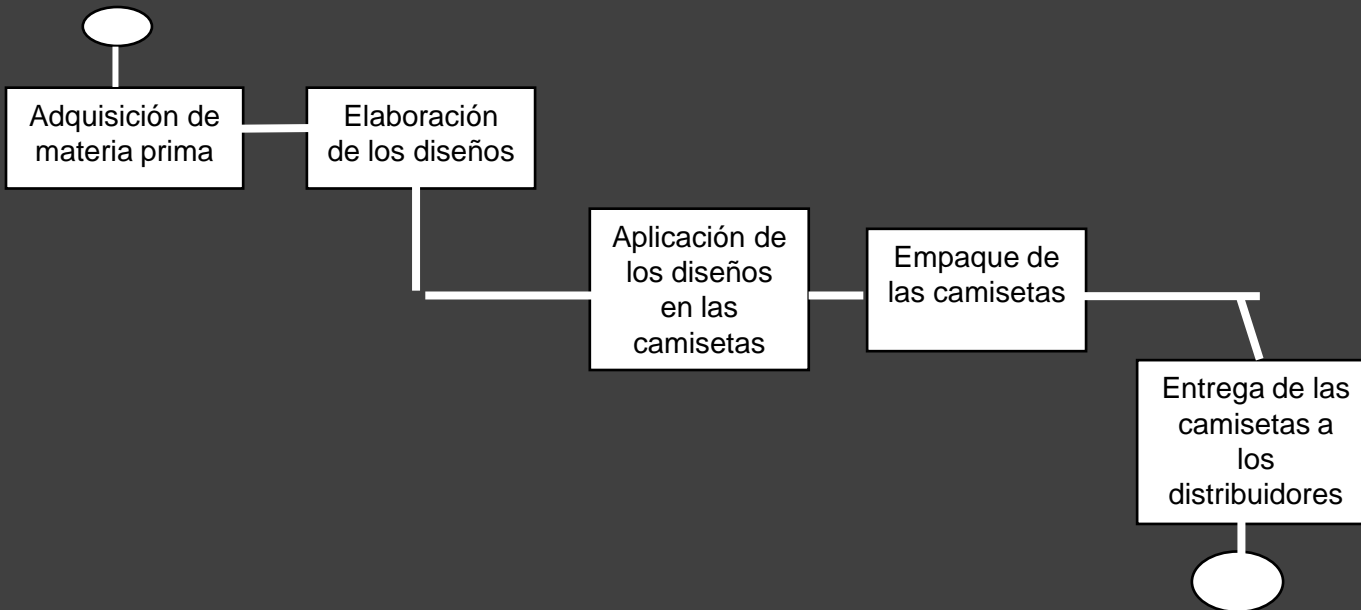 Adquisición de
materia prima
Elaboración
de los diseños
Aplicación de
los diseños
en las
camisetas
Empaque de
las camisetas
Entrega de las
camisetas a
los
distribuidores